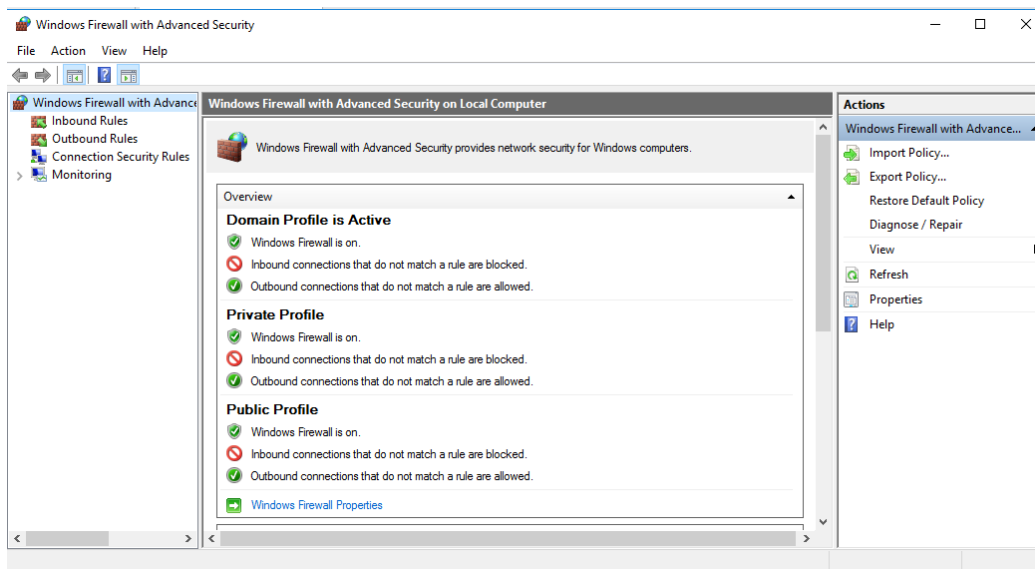 Windows Firewall with Advanced Security
File Action View Help
Windows Firewall with Advance
Inbound Rules
Outbound Rules
Connection Security Rules
Monitoring
Windows Firewall with Advanced Security on Local Computer
Windows Firewall with Advanced Security provides network security for Windows computers.
Overview
Domain Profile is Active
Windows Firewall is on.
Inbound connections that do not match a rule are blocked.
Outbound connections that do not match a rule are allowed.
Private Profile
Windows Firewall is on.
Inbound connections that do not match a rule are blocked.
Outbound connections that do not match a rule are allowed.
Public Profile
Windows Firewall is on.
Inbound connections that do not match a rule are blocked.
Outbound connections that do not match a rule are allowed.
Windows Firewall Properties
Actions
Windows Firewall with Advance...
Import Policy...
Export Policy...
Restore Default Policy
Diagnose / Repair
View
Refresh
Properties
Help